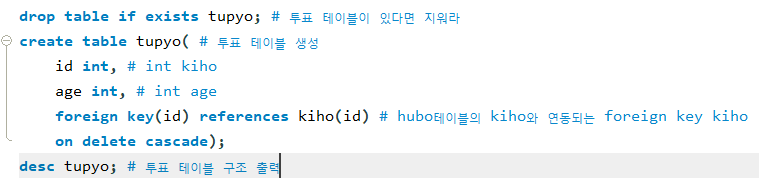 drop table if exists tupyo; # 투표 테이블이 있다면 지워라
create table tupyo( # 투표 테이블 생성
id int, # int kiho
age int, # int age
foreign key(id) references kiho(id) # hubo테이블의 kiho와 연동되는 foreign key kiho
on delete cascade);
desc tupyo; # 투표 테이블 구조 출력